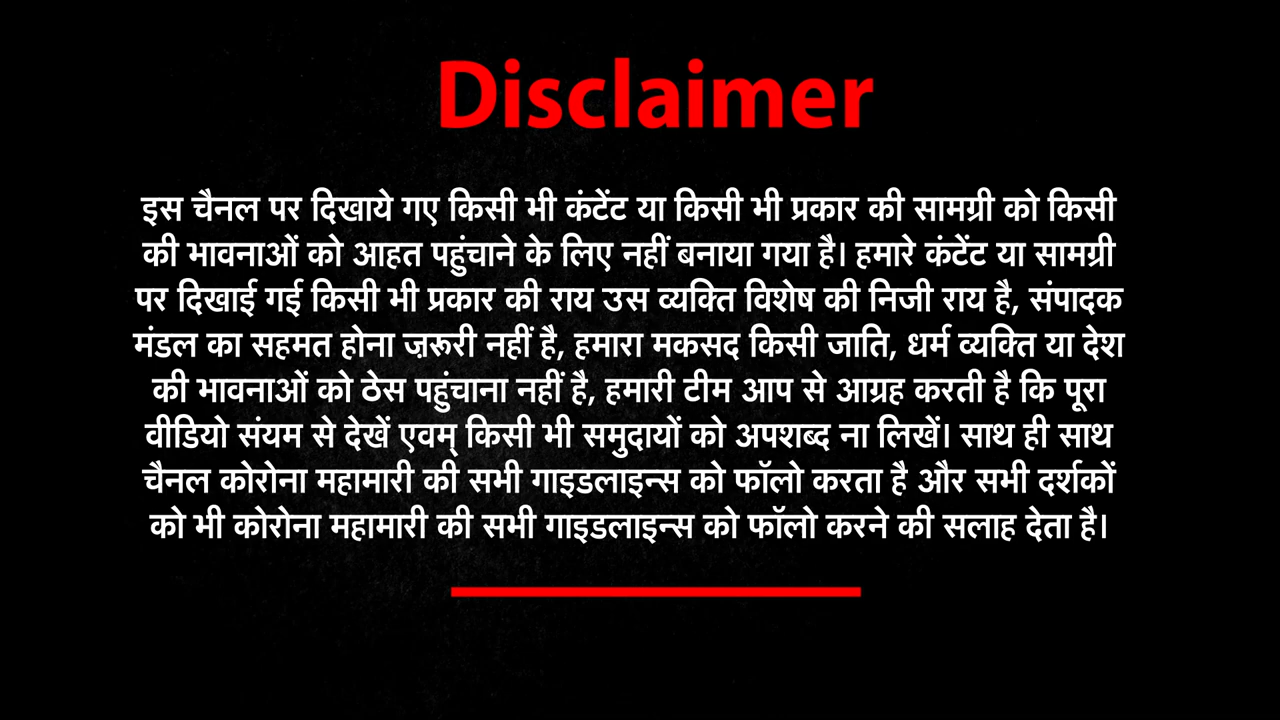 Disclaimer
इस चैनल पर दिखाये गए किसी भी कंटेंट या किसी भी प्रकार की सामग्री को किसी
की भावनाओं को आहत पहुंचाने के लिए नहीं बनाया गया है। हमारे कंटेंट या सामग्री
पर दिखाई गई किसी भी प्रकार की राय उस व्यक्ति विशेष की निजी राय है, संपादक
मंडल का सहमत होना ज़रूरी नहीं है, हमारा मकसद किसी जाति, धर्म व्यक्ति या देश
की भावनाओं को ठेस पहुंचाना नहीं है, हमारी टीम आप से आग्रह करती है कि पूरा
वीडियो संयम से देखें एवम् किसी भी समुदायों को अपशब्द ना लिखें। साथ ही साथ
चैनल कोरोना महामारी की सभी गाइडलाइन्स को फॉलो करता है और सभी दर्शकों
को भी कोरोना महामारी की सभी गाइडलाइन्स को फॉलो करने की सलाह देता है।